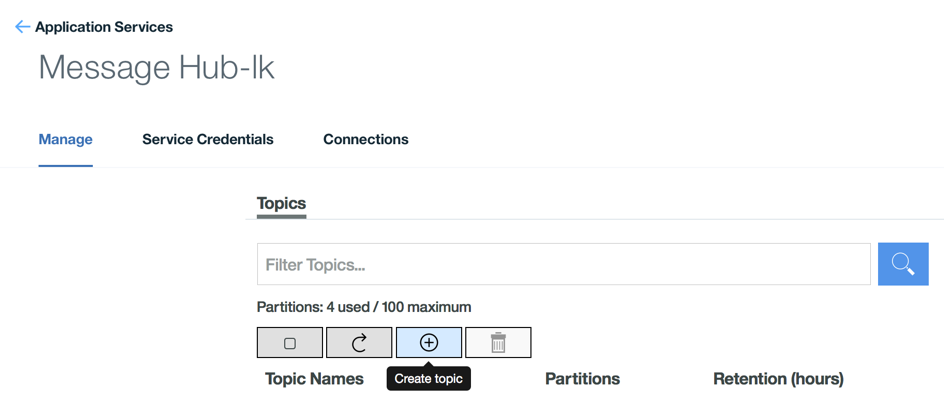 Application Services
Message Hub-lk
Manage Service Credentials Connections
Topics
Filter Topics...
Partitions: 4 used / 100 maximum
Create topic
Topic Names Partitions Retention (hours)